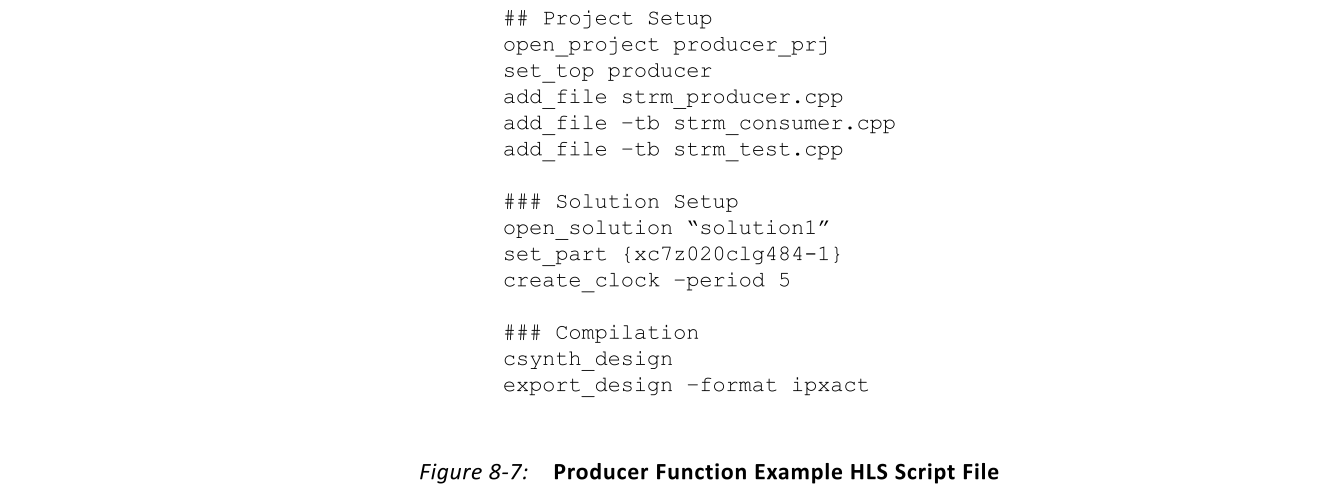 ## Project Setup
open_project producer_prj
set_top producer
add_file strm_producer.cpp
add_file –tb strm_consumer.cpp
add_file –tb strm_test.cpp
### Solution Setup
open_solution “solution1”
set_part {xc7z020clg484-1}
create_clock –period 5
### Compilation
csynth_design
export_design –format ipxact
Figure 8-7: Producer Function Example HLS Script File